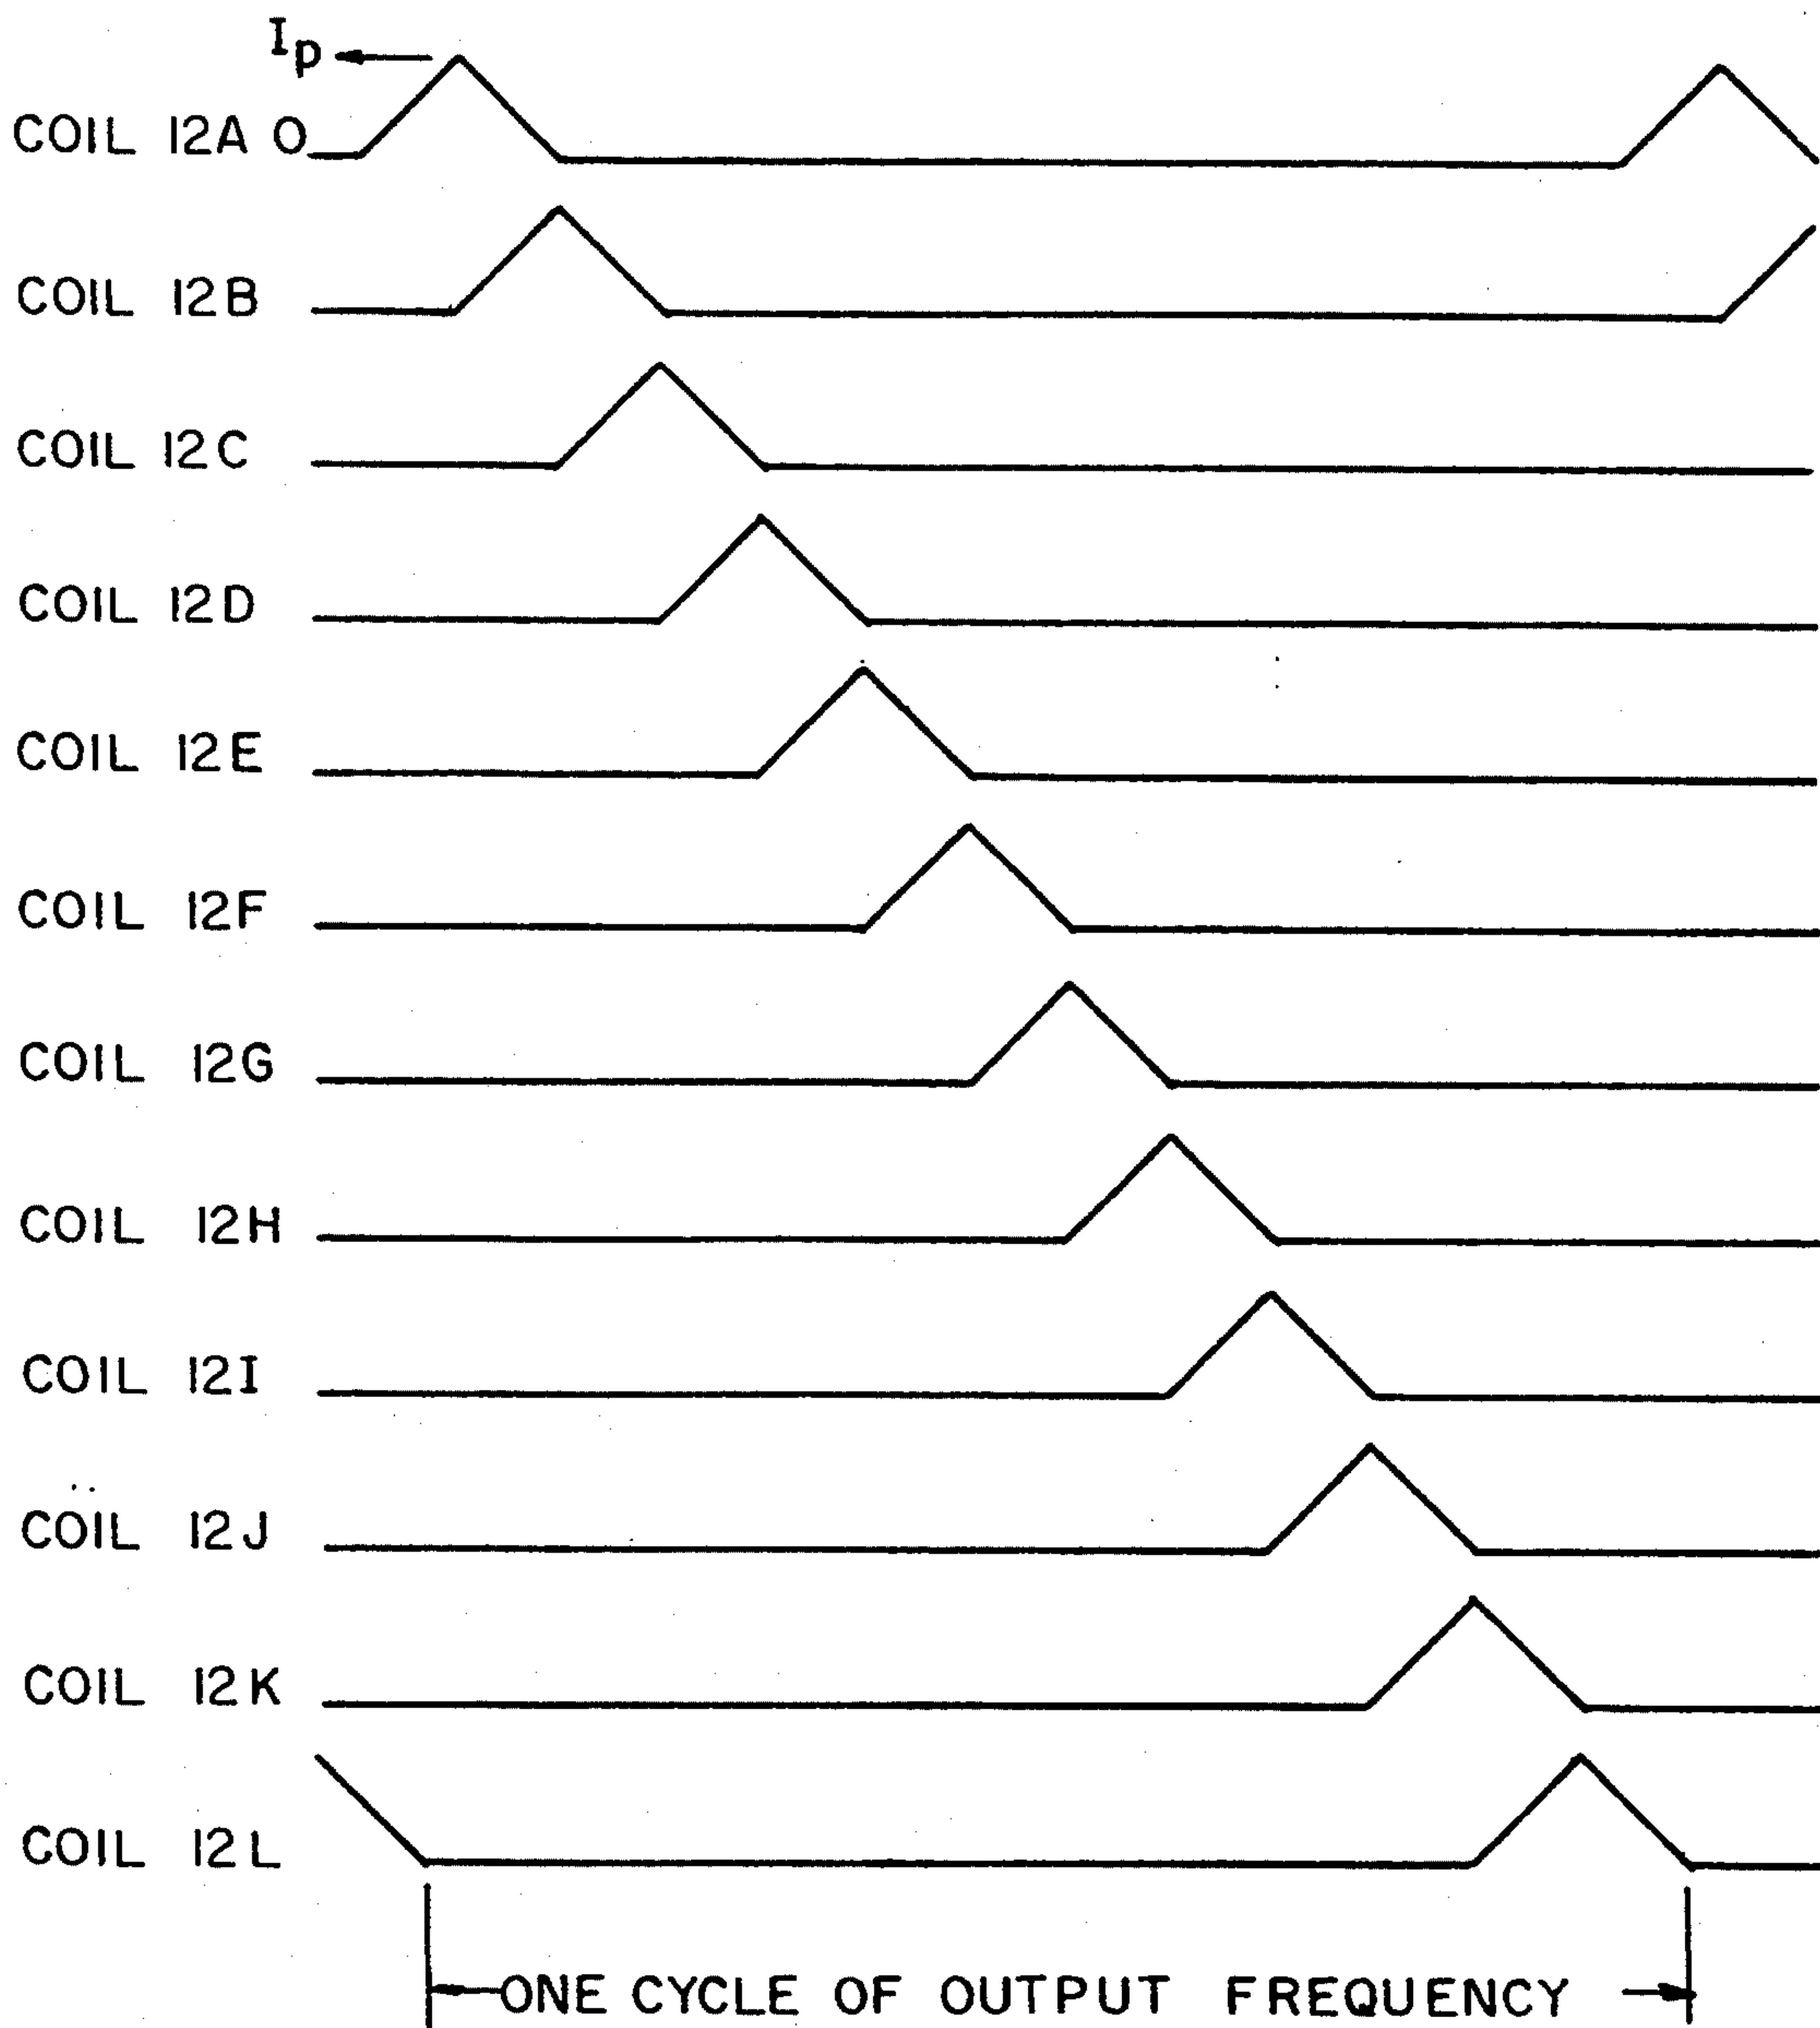 Ip
COIL 12A 0
COIL 12B
COIL 12C
COIL 12D
COIL 12E
COIL 12F
COIL 12G
COIL 12H
COIL 12I
COIL 12J
COIL 12K
COIL 12L
ONE CYCLE OF OUTPUT FREQUENCY